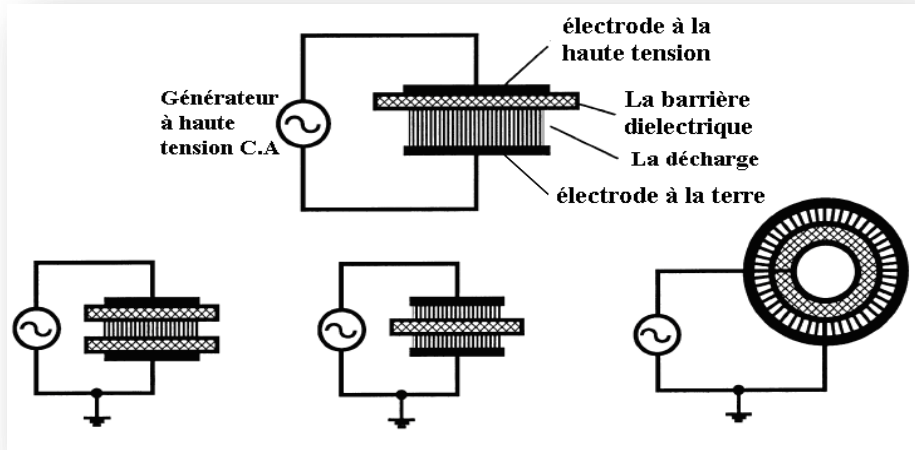 électrode à la
haute tension
Générateur
à haute
tension C.A
La barrière
dielectrique
La décharge
électrode à la terre